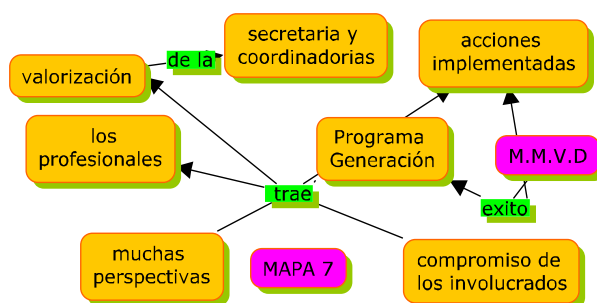 secretaria y
coordinadorias
de la
valorización
acciones
implementadas
los
profesionales
Programa
Generación
M.M.V.D
trae
exito
muchas
perspectivas
MAPA 7
compromiso de
los involucrados